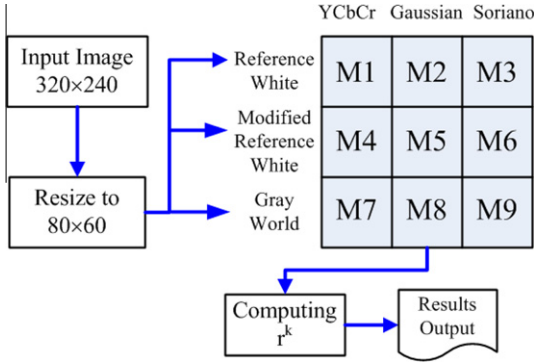 YCbCr Gaussian Soriano
Input Image
320×240
Reference
White
M1 M2 M3
Modified
Reference
White
M4 M5 M6
Resize to
80×60
Gray
World
M7 M8 M9
Computing
r^k
Results
Output